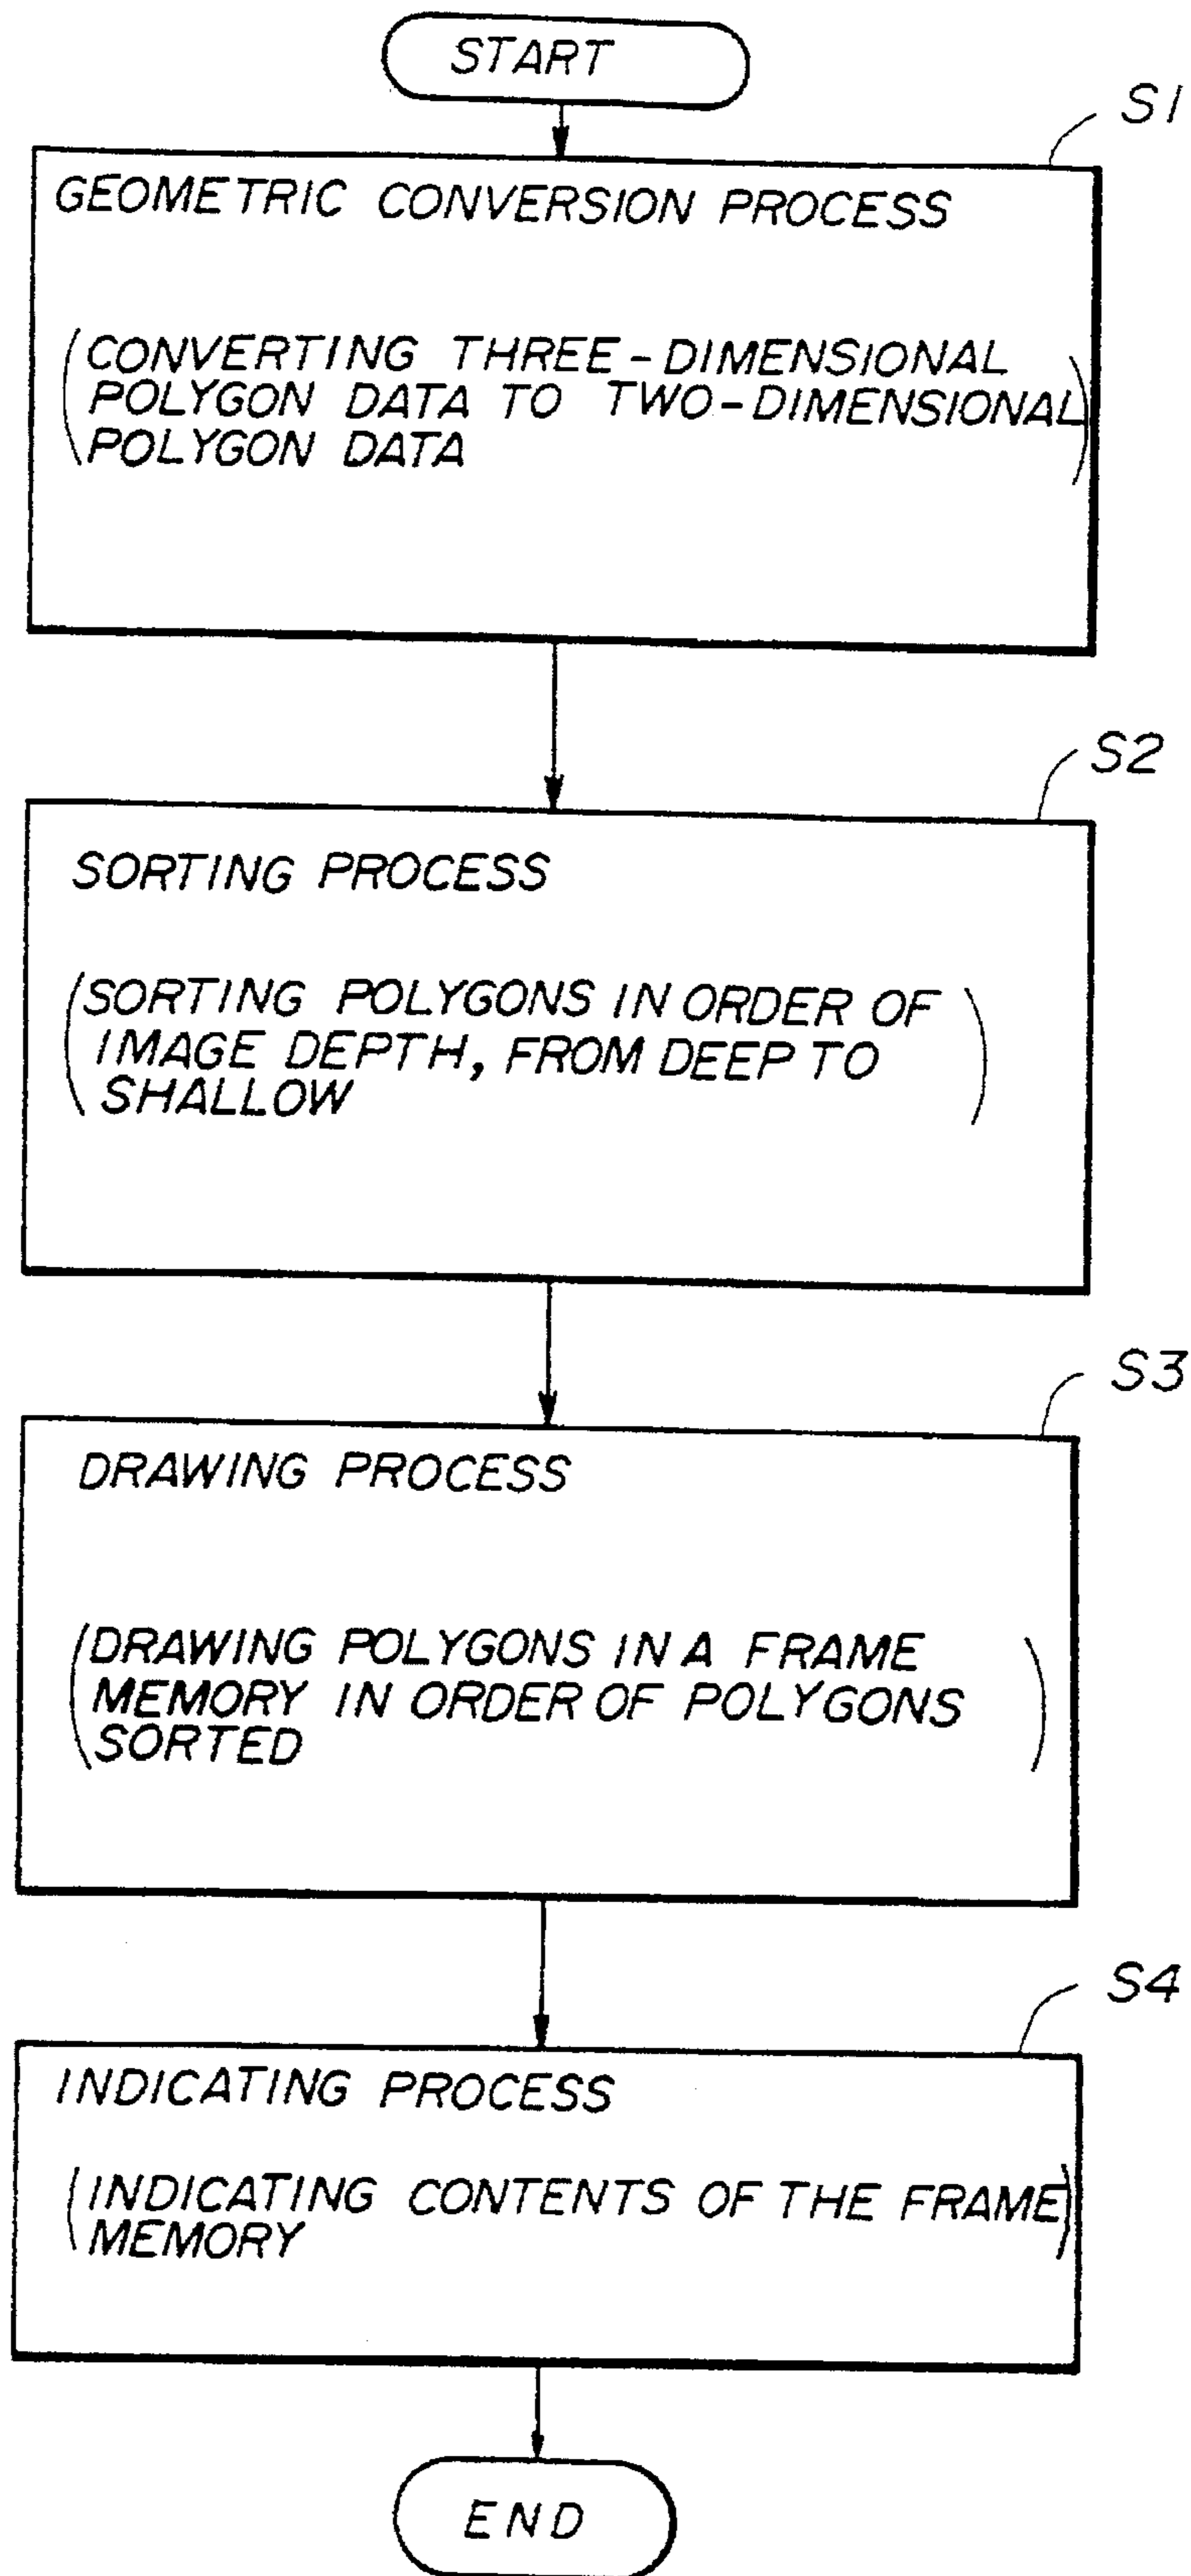 START
S1
GEOMETRIC CONVERSION PROCESS
(CONVERTING THREE-DIMENSIONAL
POLYGON DATA TO TWO-DIMENSIONAL
POLYGON DATA)
S2
SORTING PROCESS
(SORTING POLYGONS IN ORDER OF
IMAGE DEPTH, FROM DEEP TO
SHALLOW)
S3
DRAWING PROCESS
(DRAWING POLYGONS IN A FRAME
MEMORY IN ORDER OF POLYGONS
SORTED)
S4
INDICATING PROCESS
(INDICATING CONTENTS OF THE FRAME
MEMORY)
END